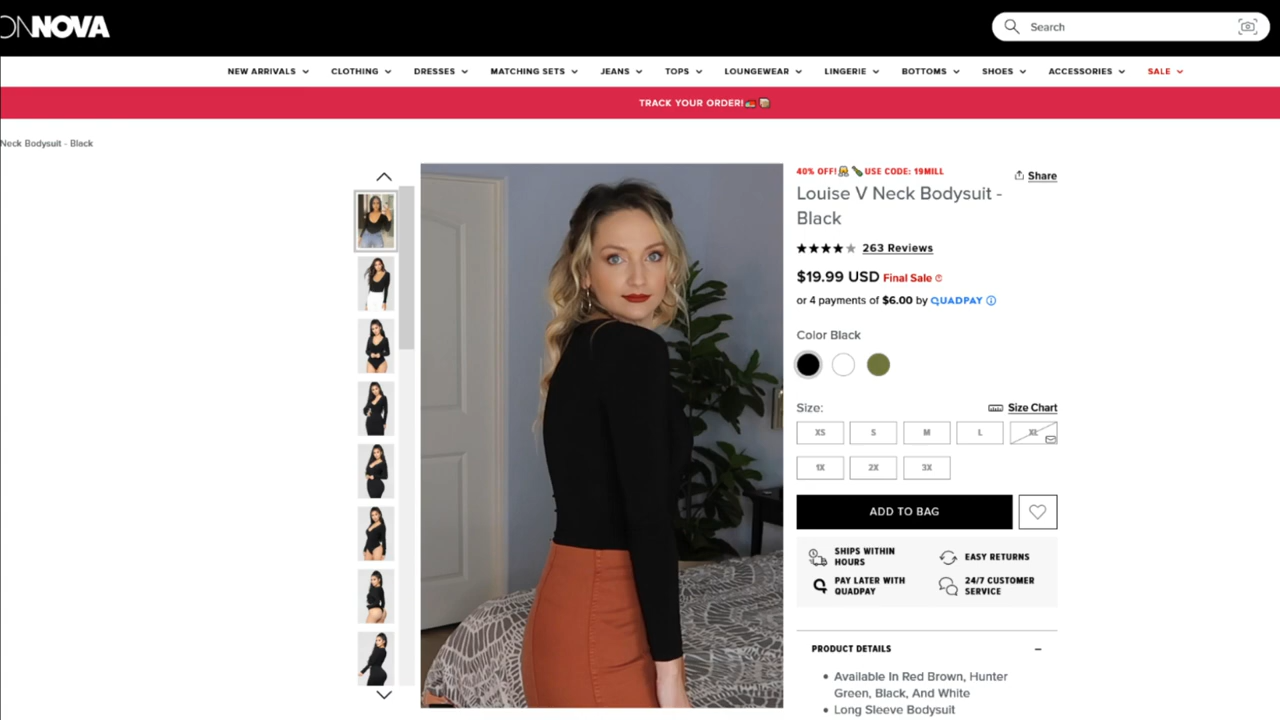 ONNOVA
Search
NEW ARRIVALS
CLOTHING
DRESSES
MATCHING SETS
JEANS
TOPS
LOUNGEWEAR
LINGERIE
BOTTOMS
SHOES
ACCESSORIES
SALE
TRACK YOUR ORDER!
Neck Bodysuit - Black
40% OFF! USE CODE: 19MILL
Share
Louise V Neck Bodysuit -
Black
263 Reviews
$19.99 USD Final Sale
or 4 payments of $6.00 by QUADPAY
Color Black
Size:
Size Chart
XS
S
M
L
XL
1X
2X
3X
ADD TO BAG
SHIPS WITHIN
HOURS
EASY RETURNS
PAY LATER WITH
QUADPAY
24/7 CUSTOMER
SERVICE
PRODUCT DETAILS
Available In Red Brown, Hunter
Green, Black, And White
Long Sleeve Bodysuit